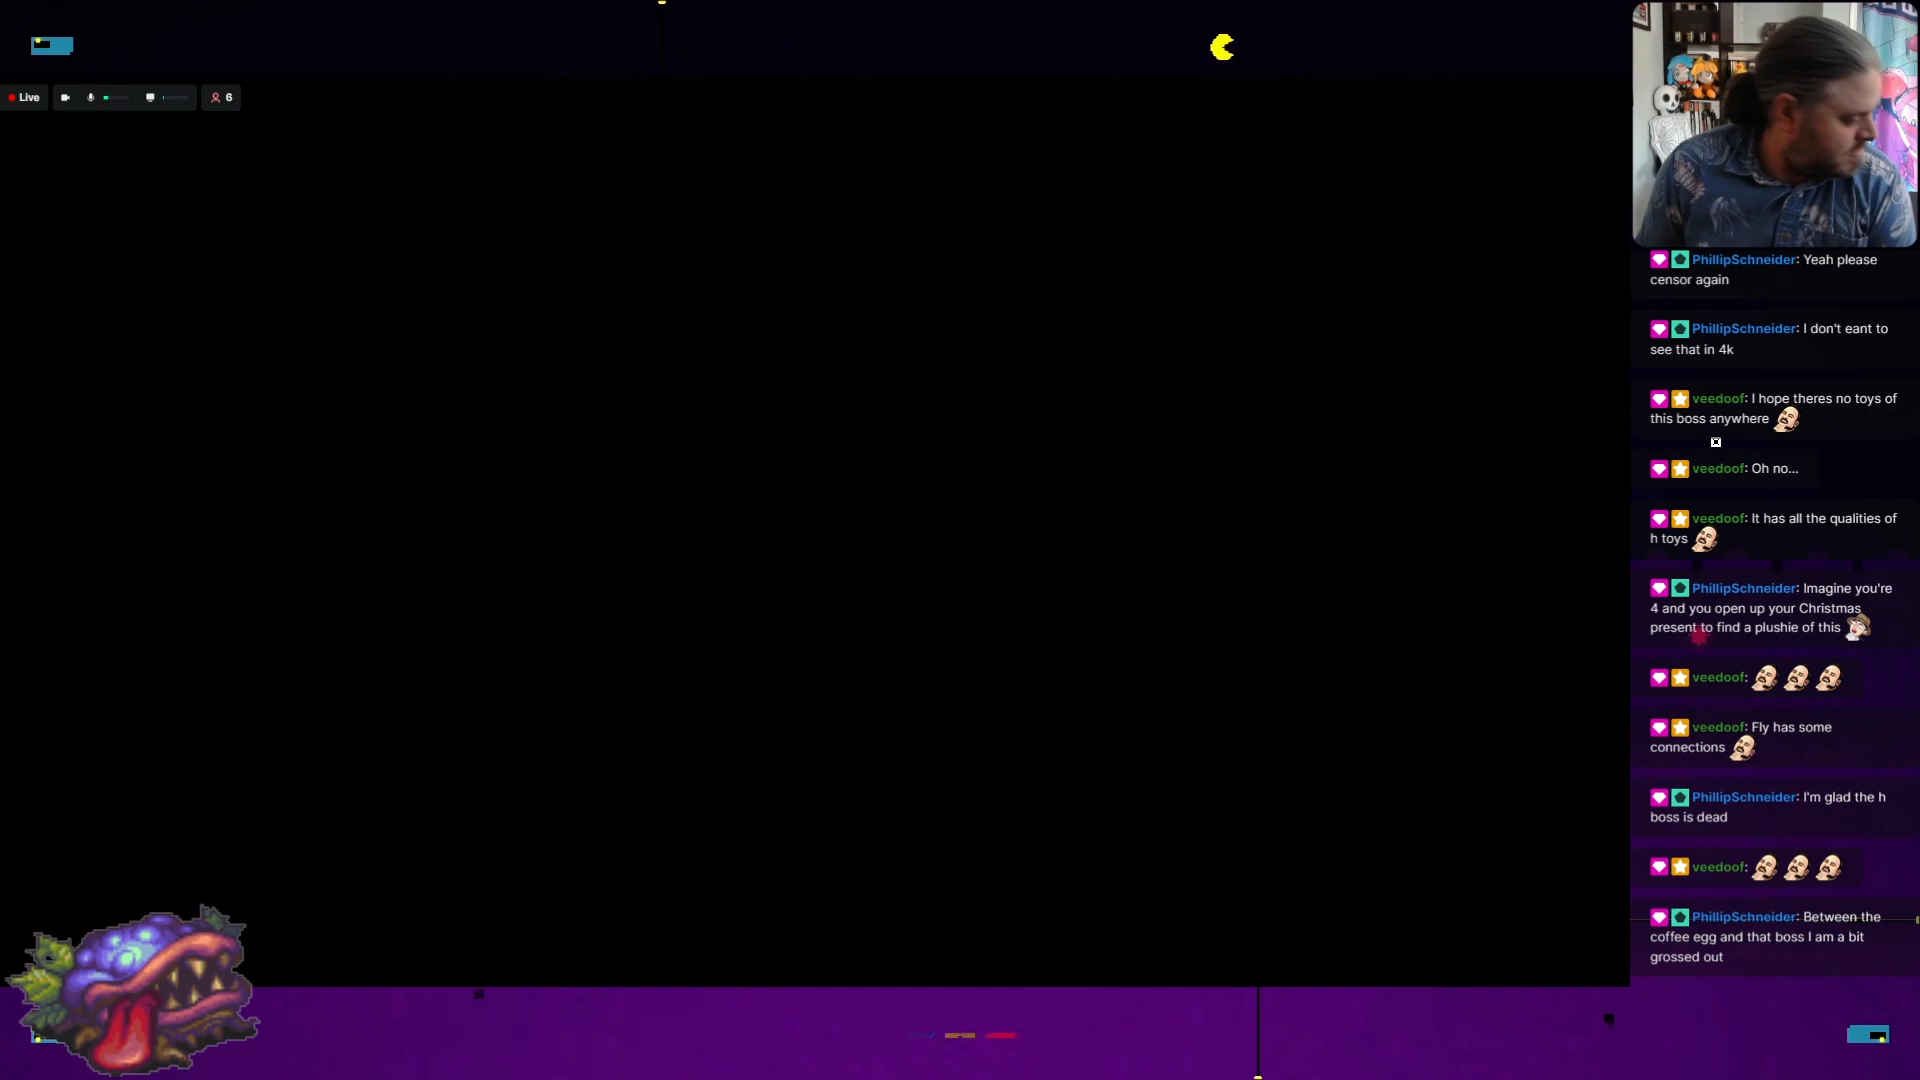 Live
6
PhillipSchneider: Yeah please
censor again
PhillipSchneider: I don't eant to
see that in 4k
veedoof: I hope theres no toys of
this boss anywhere
veedoof: Oh no...
veedoof: It has all the qualities of
h toys
PhillipSchneider: Imagine you're
4 and you open up your Christmas
present to find a plushie of this
veedoof:
veedoof: Fly has some
connections
PhillipSchneider: I'm glad the h
boss is dead
veedoof:
PhillipSchneider: Between the
coffee egg and that boss I am a bit
grossed out